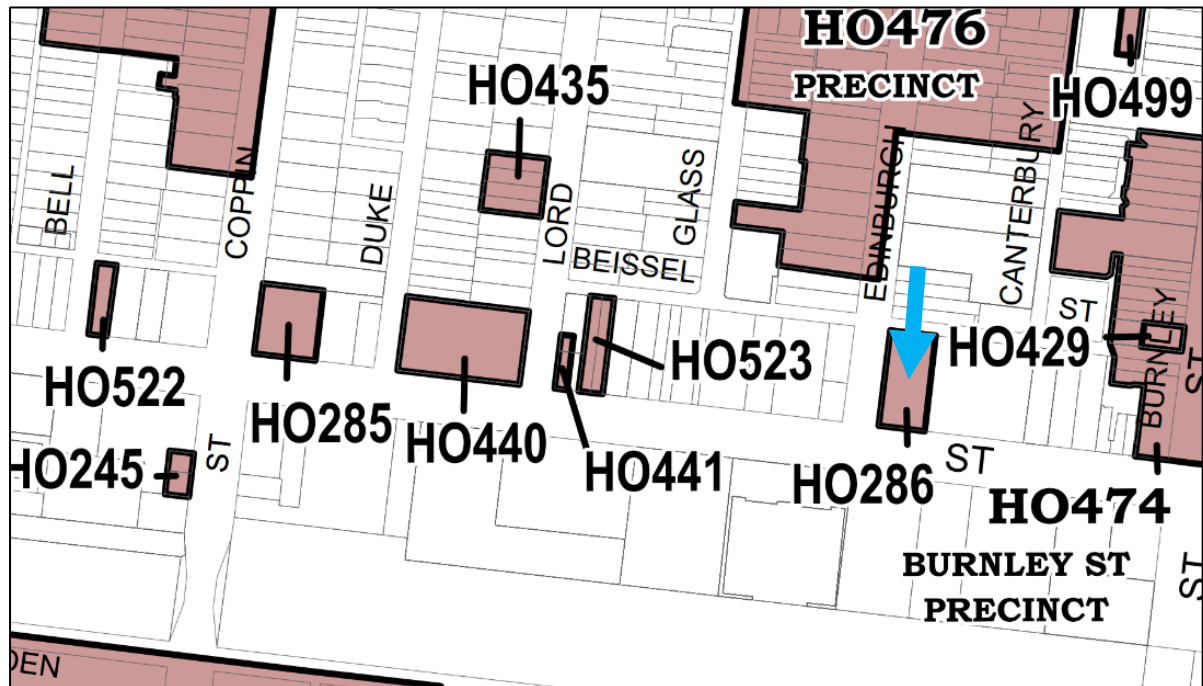 HO476
PRECINCT
HO435
HO499
BELL
COPPIN
DUKE
LORD
GLASS
BEISSEL
EDINBURGH
CANTERBURY
ST
HO429
BURNLEY
ST
HO522
HO285
HO440
HO523
HO441
HO286
HO245
ST
ST
HO474
BURNLEY ST
PRECINCT
ST
DEN